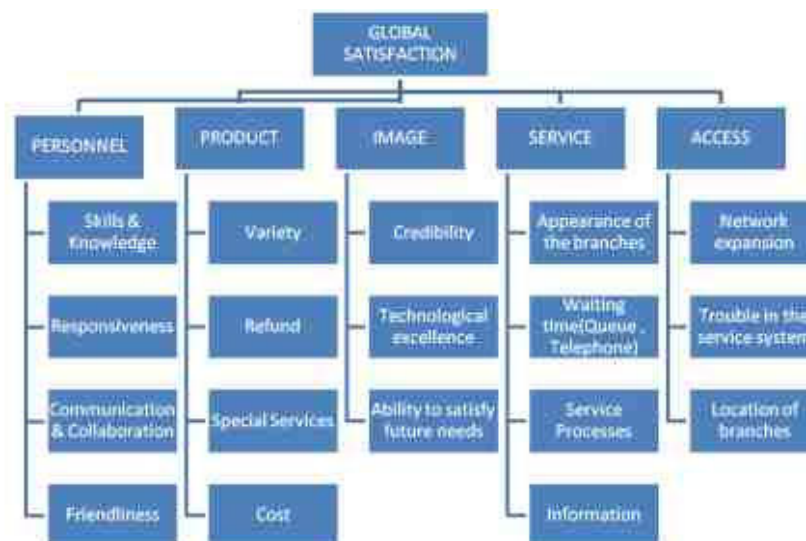 GLOBAL
SATISFACTION
PERSONNEL
PRODUCT
IMAGE
SERVICE
ACCESS
Skills &
Knowledge
Variety
Credibility
Appearance of
the branches
Network
expansion
Responsiveness
Refund
Technological
excellence
Waiting
time(Queue ,
Telephone)
Trouble in the
service system
Communication
& Collaboration
Special Services
Ability to satisfy
future needs
Service
Processes
Location of
branches
Friendliness
Cost
Information